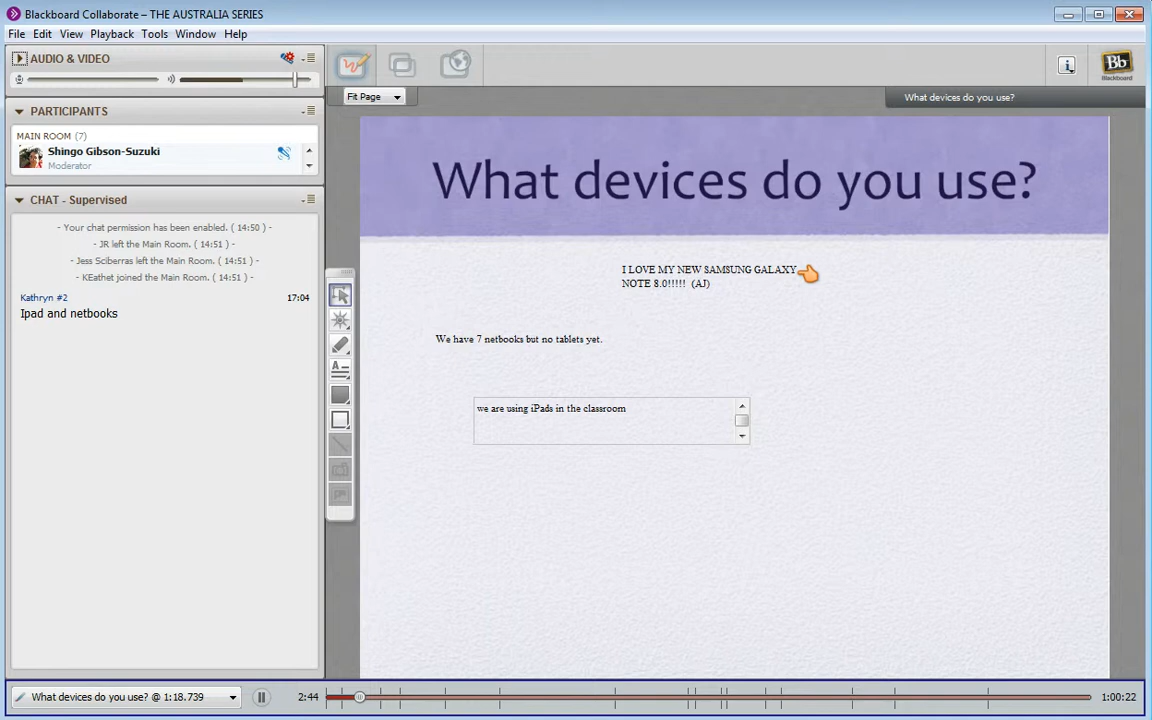 Blackboard Collaborate – THE AUSTRALIA SERIES
File Edit View Playback Tools Window Help
AUDIO & VIDEO
PARTICIPANTS
MAIN ROOM (7)
Shingo Gibson-Suzuki
Moderator
CHAT - Supervised
- Your chat permission has been enabled. ( 14:50 ) -
- JR left the Main Room. ( 14:51 ) -
- Jess Sciberras left the Main Room. ( 14:51 ) -
- KEathet joined the Main Room. ( 14:51 ) -
Kathryn #2 17:04
Ipad and netbooks
Fit Page
Bb
Blackboard
What devices do you use?
What devices do you use?
I LOVE MY NEW SAMSUNG GALAXY
NOTE 8.0!!!!! (AJ)
We have 7 netbooks but no tablets yet.
we are using iPads in the classroom
What devices do you use? @ 1:18.739
2:44
1:00:22